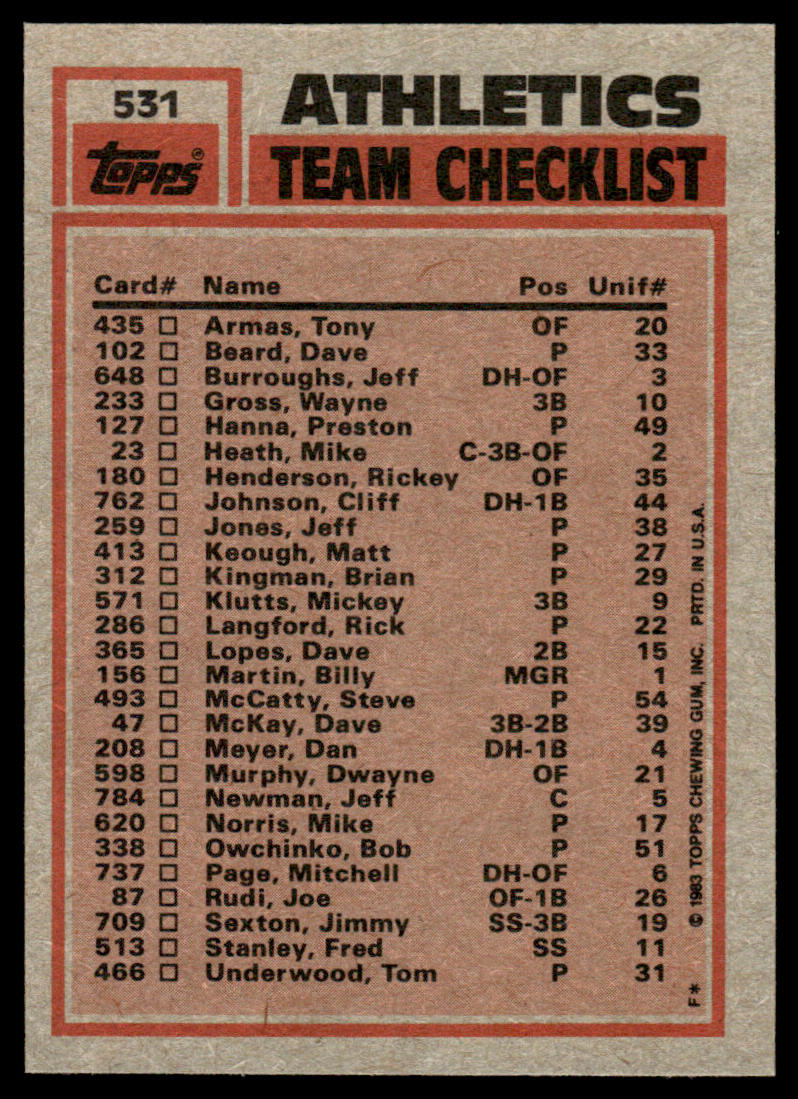 531
ATHLETICS
Topps®
TEAM CHECKLIST
Card# Name Pos Unif#
435 □ Armas, Tony OF 20
102 □ Beard, Dave P 33
648 □ Burroughs, Jeff DH-OF 3
233 □ Gross, Wayne 3B 10
127 □ Hanna, Preston P 49
23 □ Heath, Mike C-3B-OF 2
180 □ Henderson, Rickey OF 35
762 □ Johnson, Cliff DH-1B 44
259 □ Jones, Jeff P 38
413 □ Keough, Matt P 27
312 □ Kingman, Brian P 29
571 □ Klutts, Mickey 3B 9
286 □ Langford, Rick P 22
365 □ Lopes, Dave 2B 15
156 □ Martin, Billy MGR 1
493 □ McCatty, Steve P 54
47 □ McKay, Dave 3B-2B 39
208 □ Meyer, Dan DH-1B 4
598 □ Murphy, Dwayne OF 21
784 □ Newman, Jeff C 5
620 □ Norris, Mike P 17
338 □ Owchinko, Bob P 51
737 □ Page, Mitchell DH-OF 6
87 □ Rudi, Joe OF-1B 26
709 □ Sexton, Jimmy SS-3B 19
513 □ Stanley, Fred SS 11
466 □ Underwood, Tom P 31
F* © 1983 TOPPS CHEWING GUM, INC. PRTD. IN U.S.A.